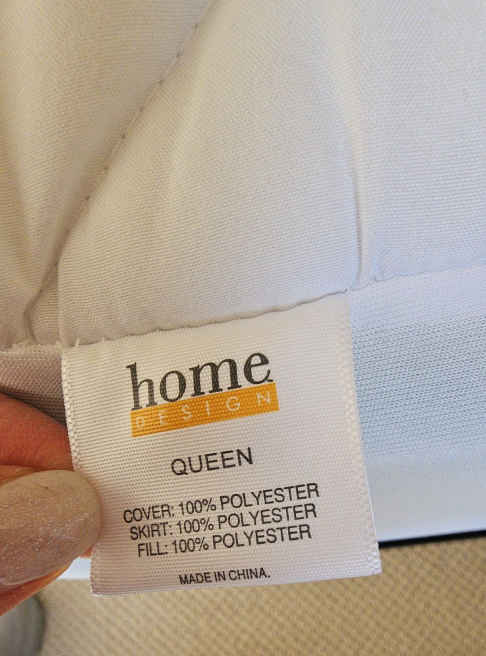 home
DESIGN
QUEEN
COVER: 100% POLYESTER
SKIRT: 100% POLYESTER
FILL: 100% POLYESTER
MADE IN CHINA.